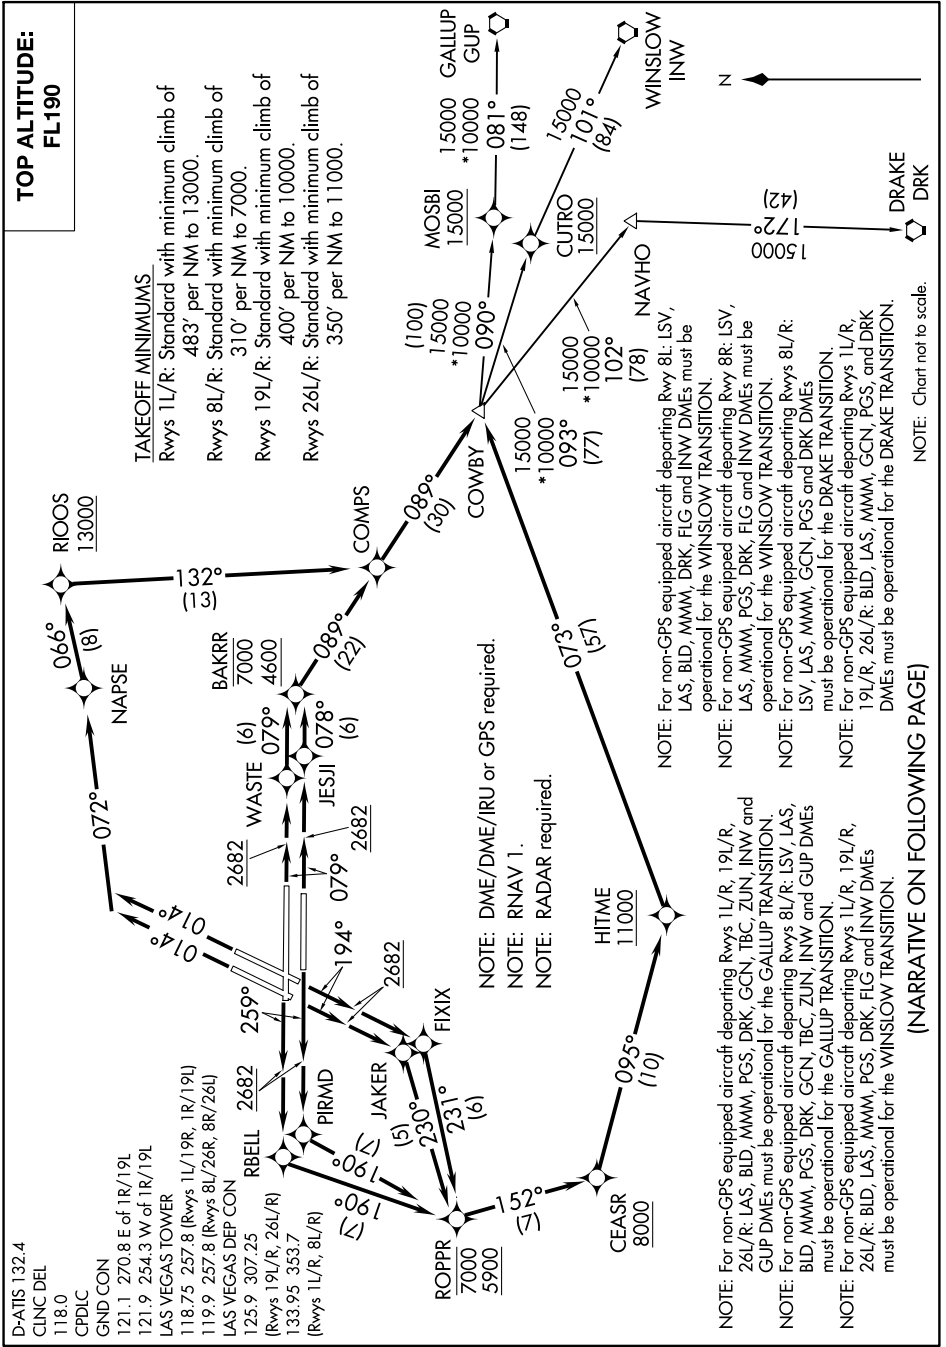 TOP ALTITUDE:
FL190
D-ATIS 132.4
CLNC DEL
118.0
CPDLC
GND CON
121.1 270.8 E of 1R/19L
121.9 254.3 W of 1R/19L
LAS VEGAS TOWER
118.75 257.8 (Rwys 1L/19R, 1R/19L)
119.9 257.8 (Rwys 8L/26R, 8R/26L)
LAS VEGAS DEP CON
125.9 307.25
(Rwys 19L/R, 26L/R)
133.95 353.7
(Rwys 1L/R, 8L/R)
TAKEOFF MINIMUMS
Rwys 1L/R: Standard with minimum climb of
483' per NM to 13000.
Rwys 8L/R: Standard with minimum climb of
310' per NM to 7000.
Rwys 19L/R: Standard with minimum climb of
400' per NM to 10000.
Rwys 26L/R: Standard with minimum climb of
350' per NM to 11000.
RIOOS
13000
066°
(8)
NAPSE
072°
014°
014°
132°
(13)
COMPS
089°
(30)
BAKRR
7000
4600
089°
(22)
(6)
079°
078°
(6)
WASTE
JESJI
2682
2682
079°
259°
194°
2682
2682
RBELL
PIRMD
JAKER
FIXIX
(5)
230°
231°
(6)
190°
(7)
190°
(7)
ROPPR
7000
5900
152°
(7)
CEASR
8000
095°
(10)
HITME
11000
073°
(57)
COWBY
(100)
15000
*10000
090°
MOSBI
15000
15000
*10000
081°
(148)
GALLUP
GUP
15000
*10000
093°
(77)
CUTRO
15000
15000
101°
(84)
WINSLOW
INW
15000
*10000
102°
(78)
NAVHO
15000
172°
(42)
DRAKE
DRK
N
NOTE: DME/DME/IRU or GPS required.
NOTE: RNAV 1.
NOTE: RADAR required.
NOTE: For non-GPS equipped aircraft departing Rwys 1L/R, 19L/R,
26L/R: LAS, BLD, MMM, PGS, DRK, GCN, TBC, ZUN, INW and
GUP DMEs must be operational for the GALLUP TRANSITION.
NOTE: For non-GPS equipped aircraft departing Rwys 8L/R: LSV, LAS,
BLD, MMM, PGS, DRK, GCN, TBC, ZUN, INW and GUP DMEs
must be operational for the GALLUP TRANSITION.
NOTE: For non-GPS equipped aircraft departing Rwys 1L/R, 19L/R,
26L/R: BLD, LAS, MMM, PGS, DRK, FLG and INW DMEs
must be operational for the WINSLOW TRANSITION.
NOTE: For non-GPS equipped aircraft departing Rwy 8L: LSV,
LAS, BLD, MMM, DRK, FLG and INW DMEs must be
operational for the WINSLOW TRANSITION.
NOTE: For non-GPS equipped aircraft departing Rwy 8R: LSV,
LAS, MMM, PGS, DRK, FLG and INW DMEs must be
operational for the WINSLOW TRANSITION.
NOTE: For non-GPS equipped aircraft departing Rwys 8L/R:
LSV, LAS, MMM, GCN, PGS and DRK DMEs
must be operational for the DRAKE TRANSITION.
NOTE: For non-GPS equipped aircraft departing Rwys 1L/R,
19L/R, 26L/R: BLD, LAS, MMM, GCN, PGS, and DRK
DMEs must be operational for the DRAKE TRANSITION.
NOTE: Chart not to scale.
(NARRATIVE ON FOLLOWING PAGE)